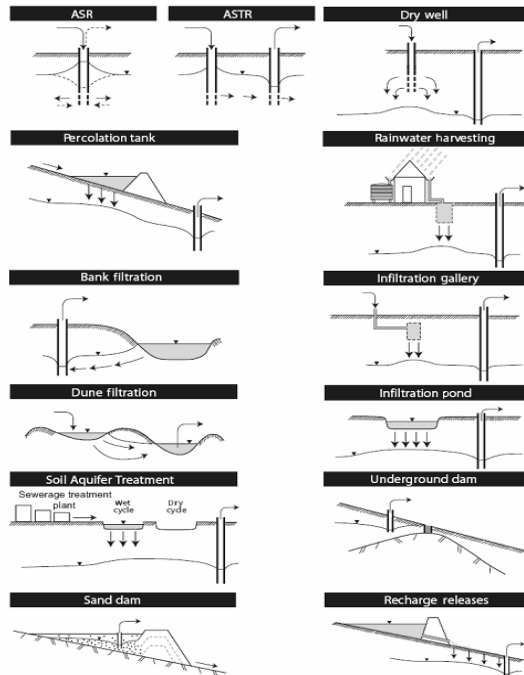 ASR
ASTR
Dry well
Percolation tank
Rainwater harvesting
Bank filtration
Infiltration gallery
Dune filtration
Infiltration pond
Soil Aquifer Treatment
Sewerage treatment
plant
Wet
cycle
Dry
cycle
Underground dam
Sand dam
Recharge releases